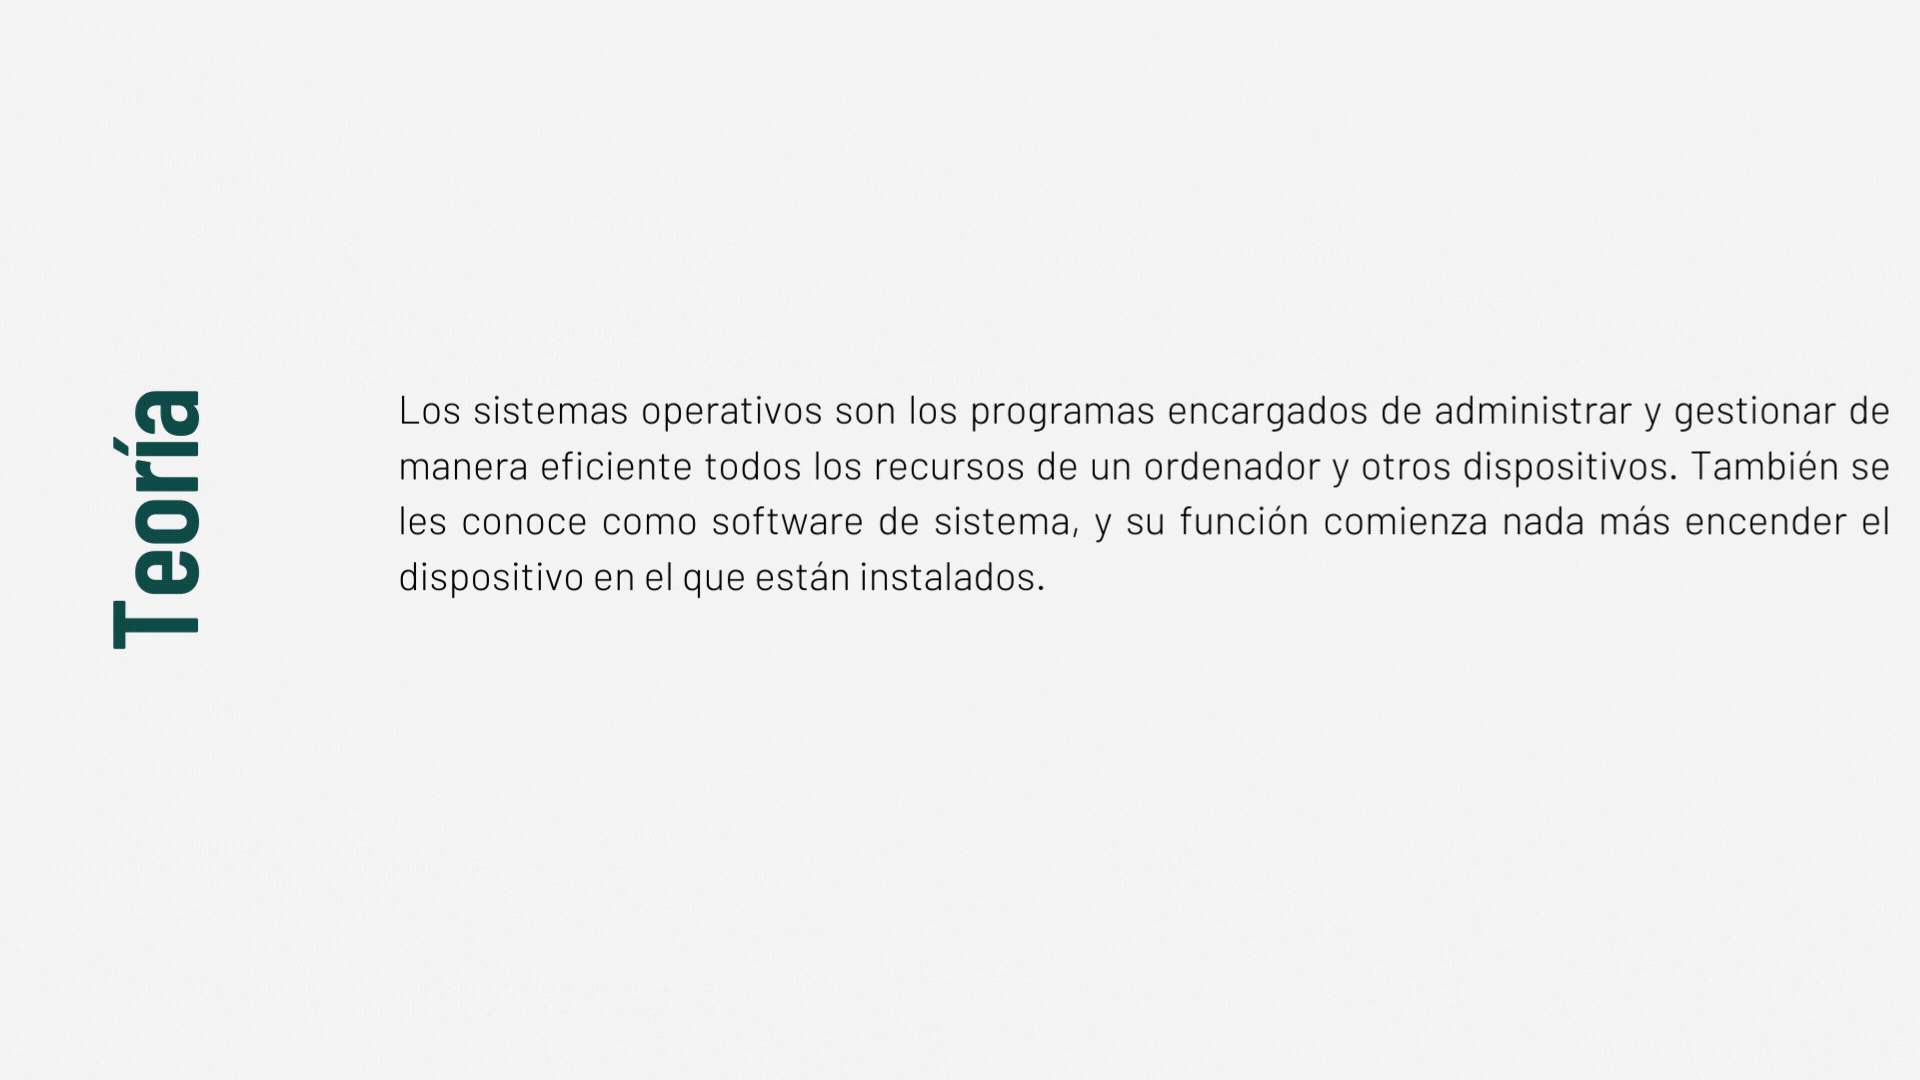 Teoría
Los sistemas operativos son los programas encargados de administrar y gestionar de
manera eficiente todos los recursos de un ordenador y otros dispositivos. También se
les conoce como software de sistema, y su función comienza nada más encender el
dispositivo en el que están instalados.